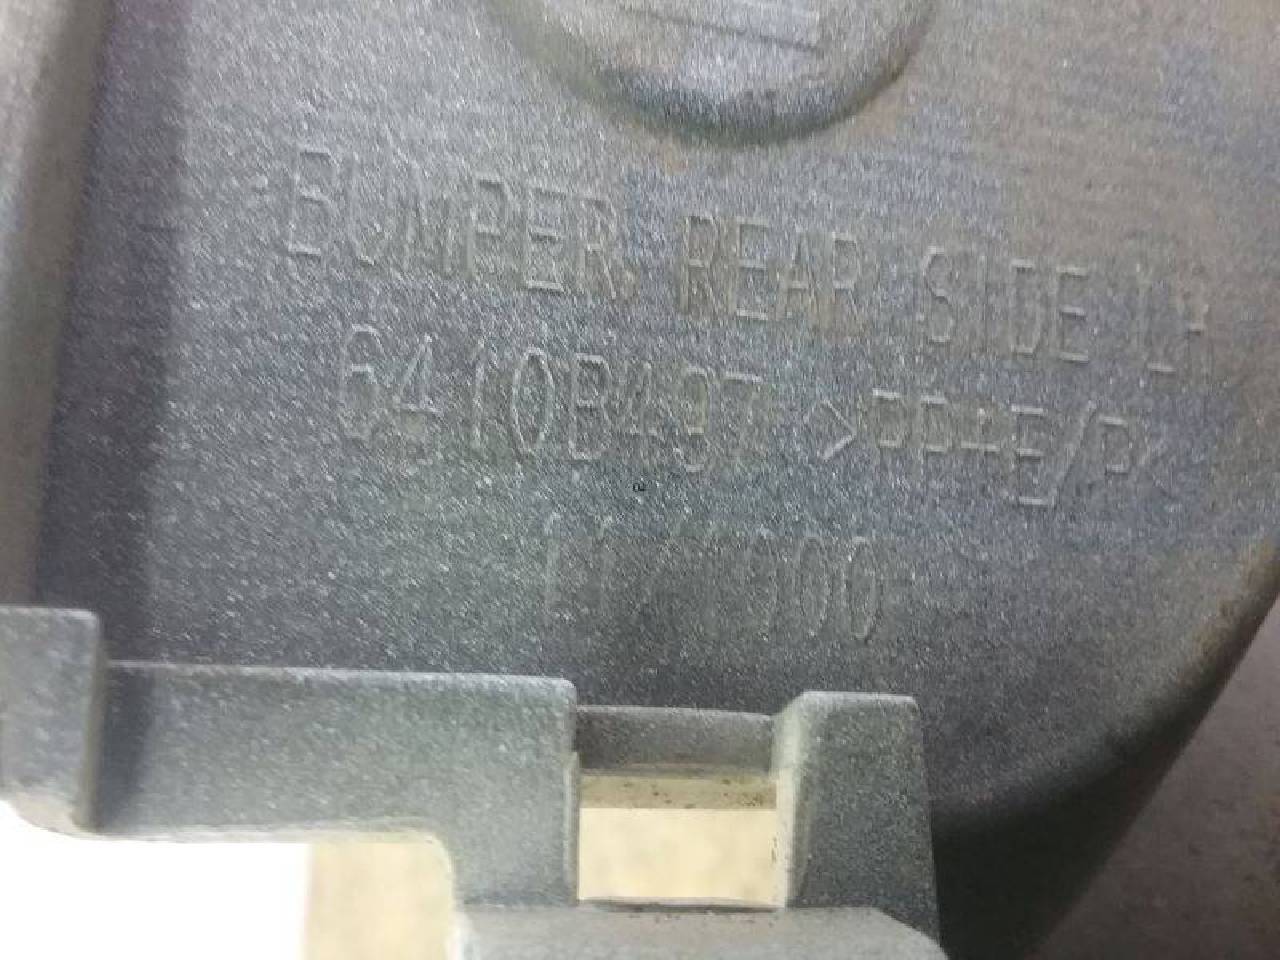 BUMPER, REAR SIDE LH
6410B497 >PP+E/P